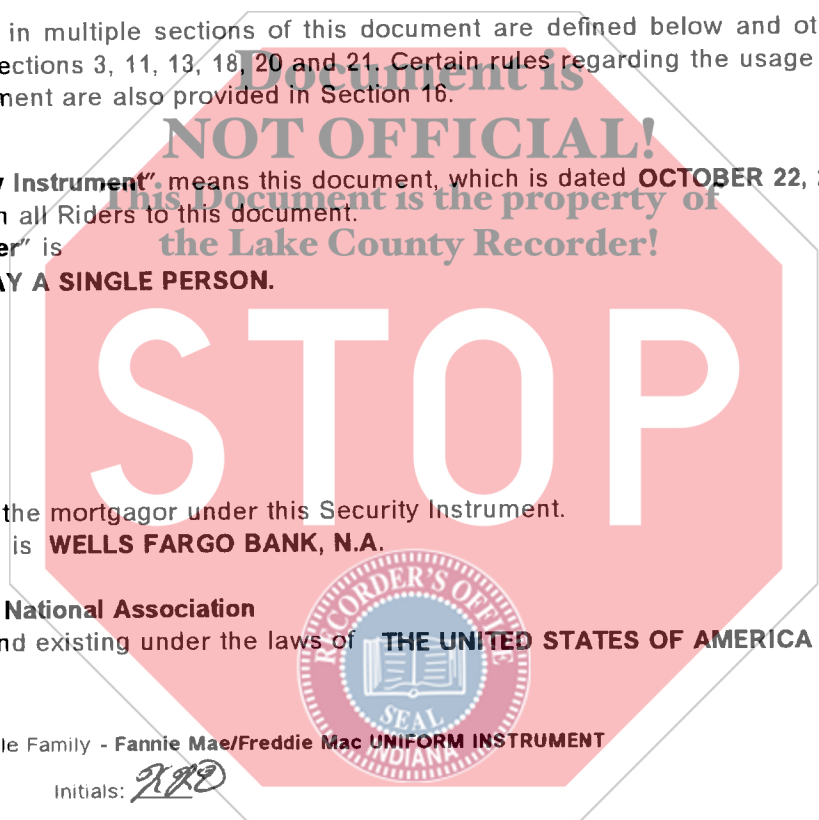 in multiple sections of this document are defined below and ot
ections 3, 11, 13, 18, 20 and 21. Certain rules regarding the usage
ment are also provided in Section 16.
Document is
NOT OFFICIAL!
This Document is the property of
the Lake County Recorder!
y Instrument" means this document, which is dated OCTOBER 22, 2
h all Riders to this document.
er" is
AY A SINGLE PERSON.
STOP
the mortgagor under this Security Instrument.
is WELLS FARGO BANK, N.A.
National Association
nd existing under the laws of THE UNITED STATES OF AMERICA
RECORDER'S OFFICE
SEAL
INDIANA
le Family - Fannie Mae/Freddie Mac UNIFORM INSTRUMENT
Initials: